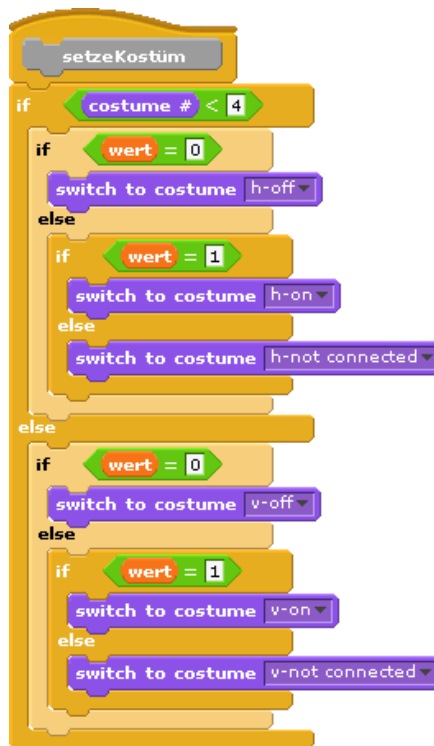 setzeKostüm
if costume # < 4
if wert = 0
switch to costume h-off
else
if wert = 1
switch to costume h-on
else
switch to costume h-not connected
else
if wert = 0
switch to costume v-off
else
if wert = 1
switch to costume v-on
else
switch to costume v-not connected